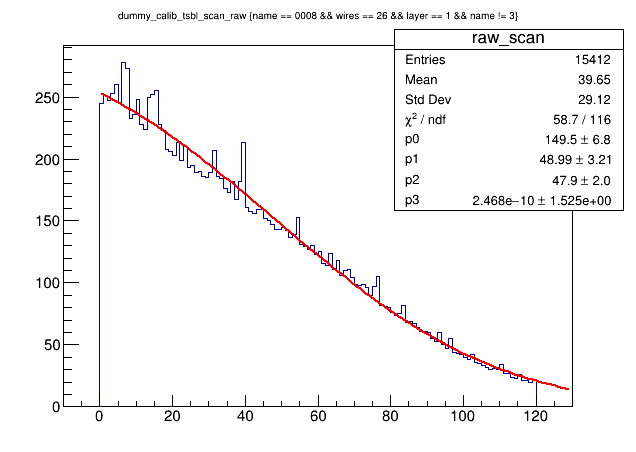 dummy_calib_tsbl_scan_raw {name == 0008 && wires == 26 && layer == 1 && name != 3}
raw_scan
Entries 15412
Mean 39.65
Std Dev 29.12
χ² / ndf 58.7 / 116
p0 149.5 ± 6.8
p1 48.99 ± 3.21
p2 47.9 ± 2.0
p3 2.468e−10 ± 1.525e+00
250
200
150
100
50
0
0 20 40 60 80 100 120